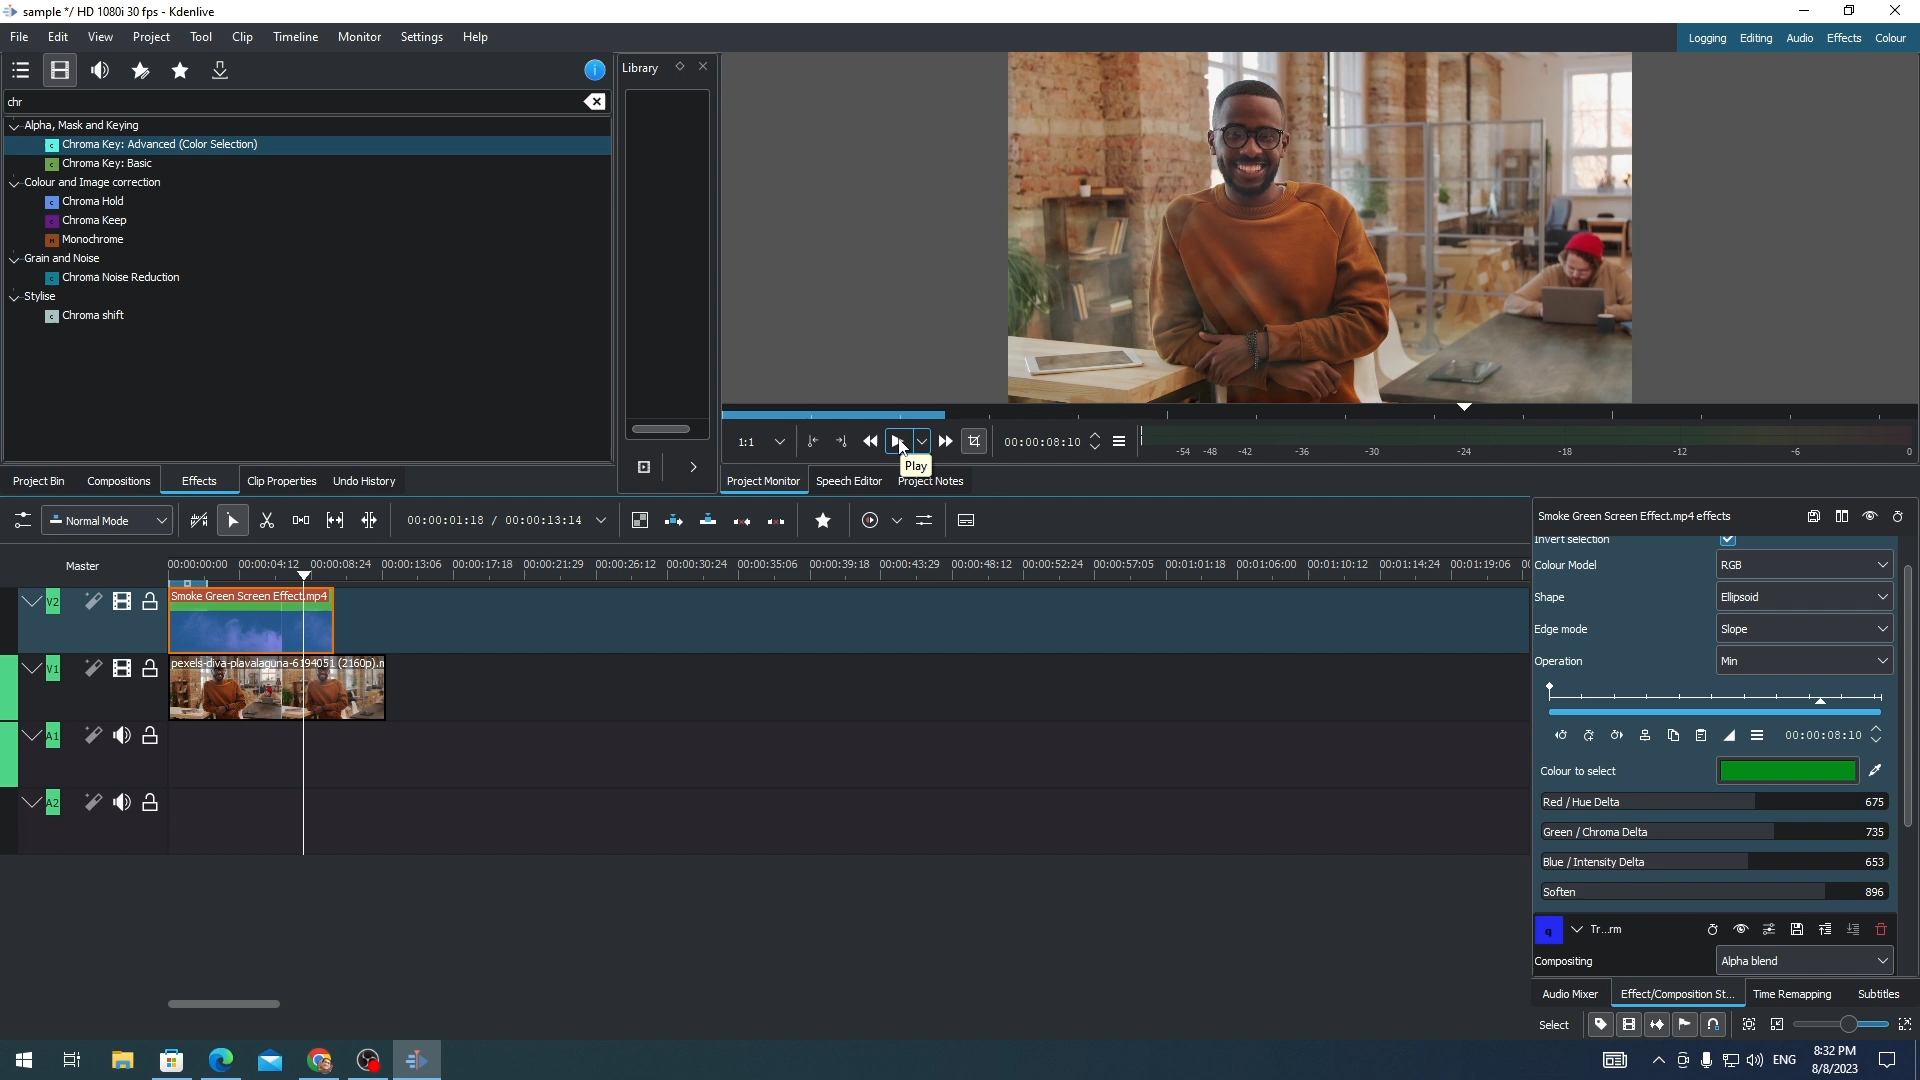 sample */ HD 1080i 30 fps - Kdenlive
File Edit View Project Tool Clip Timeline Monitor Settings Help
Logging Editing Audio Effects Colour
chr
Alpha, Mask and Keying
Chroma Key: Advanced (Color Selection)
Chroma Key: Basic
Colour and Image correction
Chroma Hold
Chroma Keep
Monochrome
Grain and Noise
Chroma Noise Reduction
Stylise
Chroma shift
Project Bin Compositions Effects Clip Properties Undo History
Library
1:1
00:00:08:10
-54 -48 -42 -36 -30 -24 -18 -12 -6 0
Play
Project Monitor Speech Editor Project Notes
Normal Mode
00:00:01:18 / 00:00:13:14
Master
00:00:00:00 00:00:04:12 00:00:08:24 00:00:13:06 00:00:17:18 00:00:21:29 00:00:26:12 00:00:30:24 00:00:35:06 00:00:39:18 00:00:43:29 00:00:48:12 00:00:52:24 00:00:57:05 00:01:01:18 00:01:06:00 00:01:10:12 00:01:14:24 00:01:19:06
V2
Smoke Green Screen Effect.mp4
V1
pexels-diva-plavalaguna-6194051 (2160p).m
A1
A2
Smoke Green Screen Effect.mp4 effects
Invert selection
Colour Model RGB
Shape Ellipsoid
Edge mode Slope
Operation Min
00:00:08:10
Colour to select
Red / Hue Delta 675
Green / Chroma Delta 735
Blue / Intensity Delta 653
Soften 896
Tr...rm
Compositing Alpha blend
Audio Mixer Effect/Composition St... Time Remapping Subtitles
Select
ENG
8:32 PM
8/8/2023